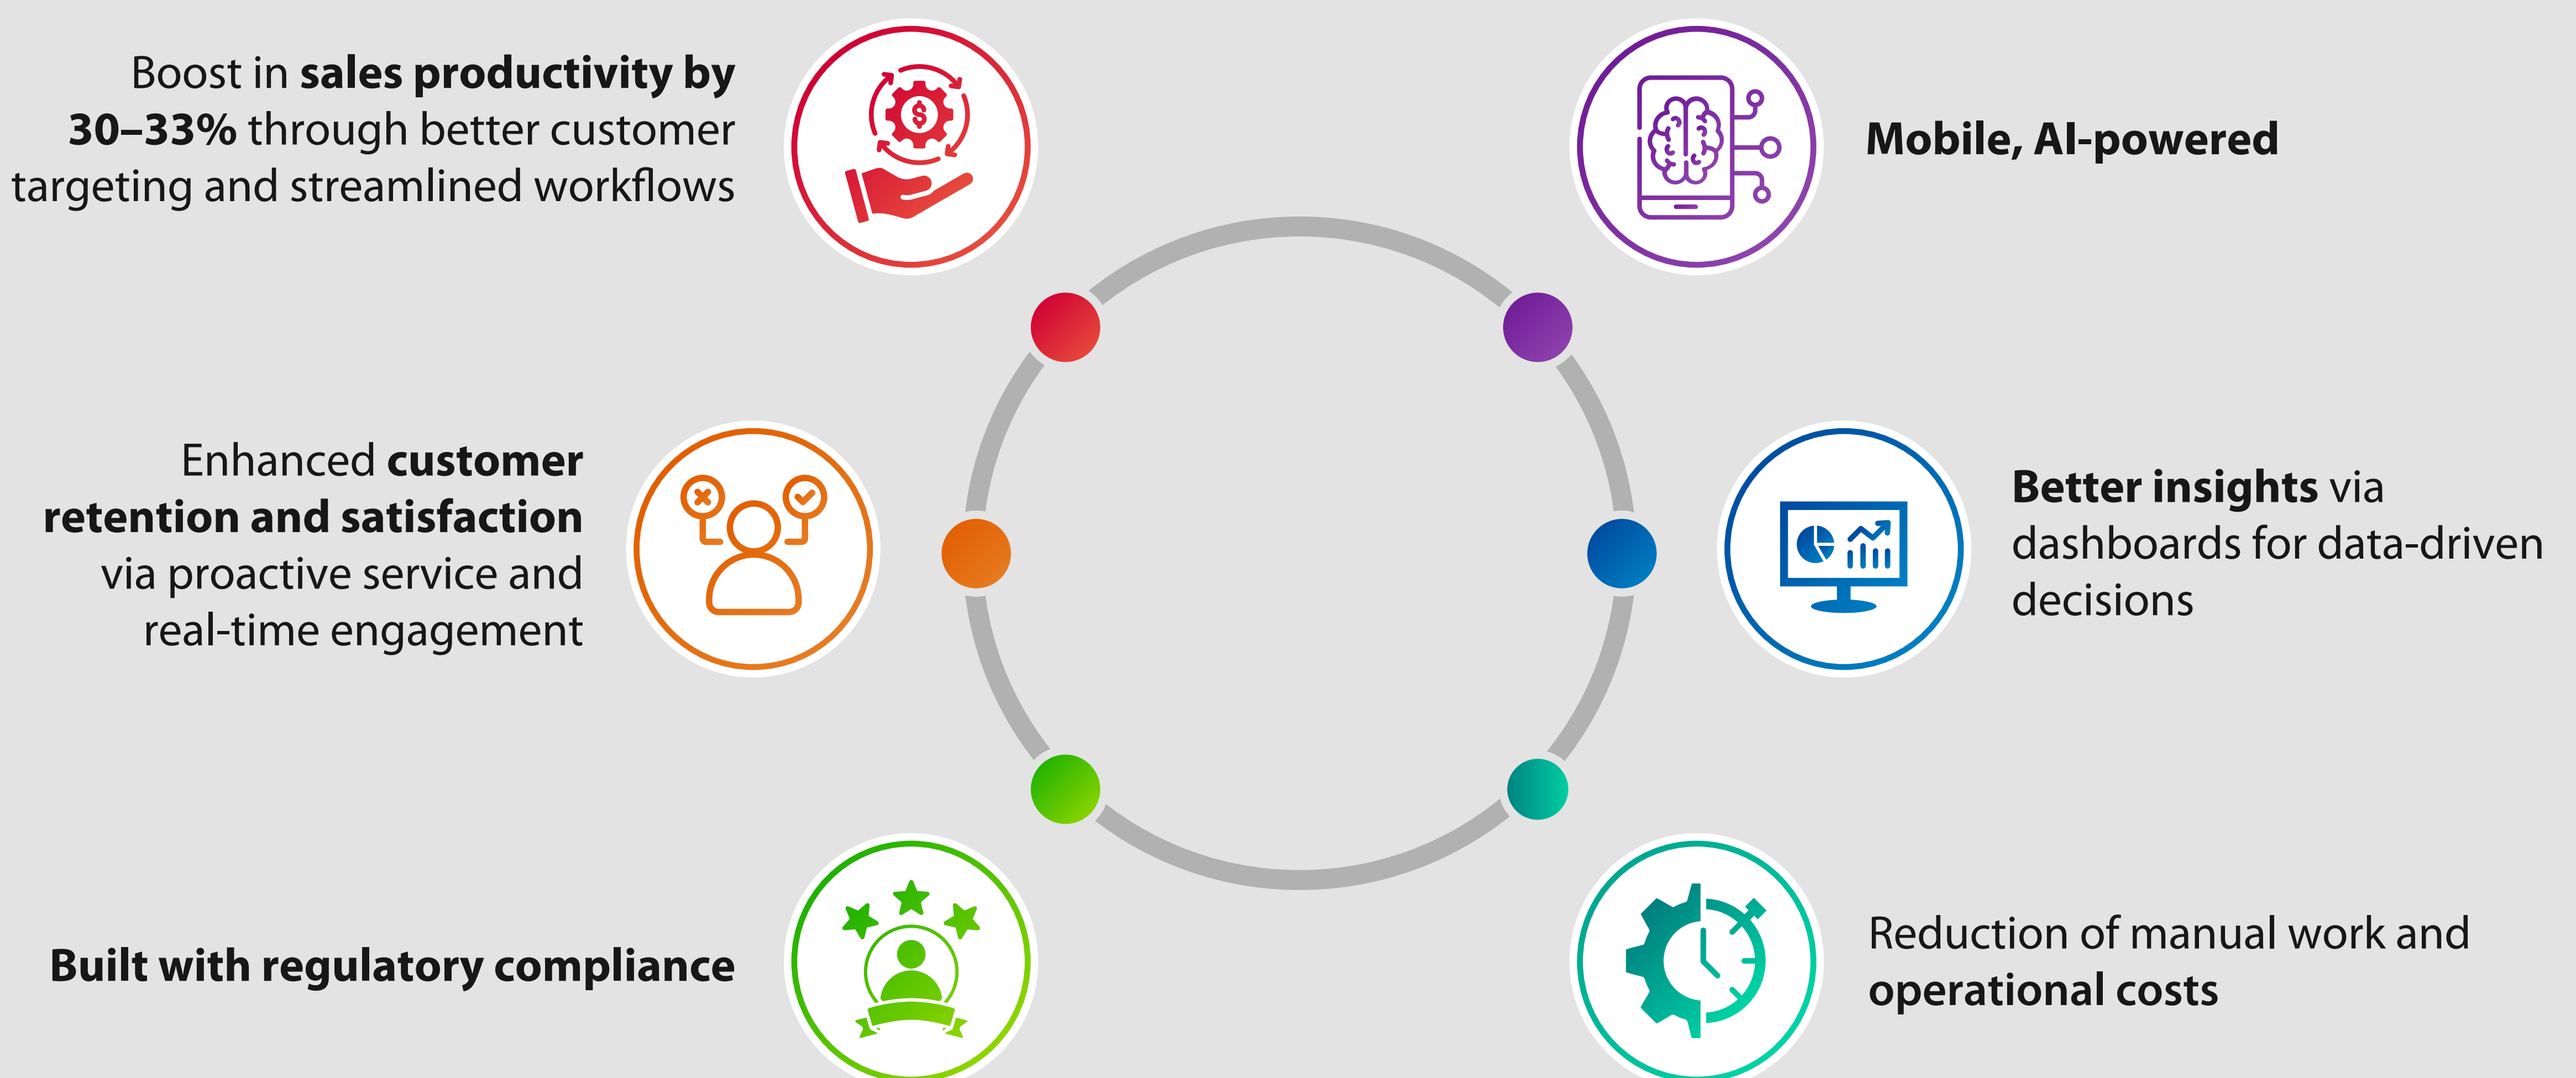 Boost in sales productivity by
30–33% through better customer
targeting and streamlined workflows
Mobile, AI-powered
Enhanced customer
retention and satisfaction
via proactive service and
real-time engagement
Better insights via
dashboards for data-driven
decisions
Built with regulatory compliance
Reduction of manual work and
operational costs